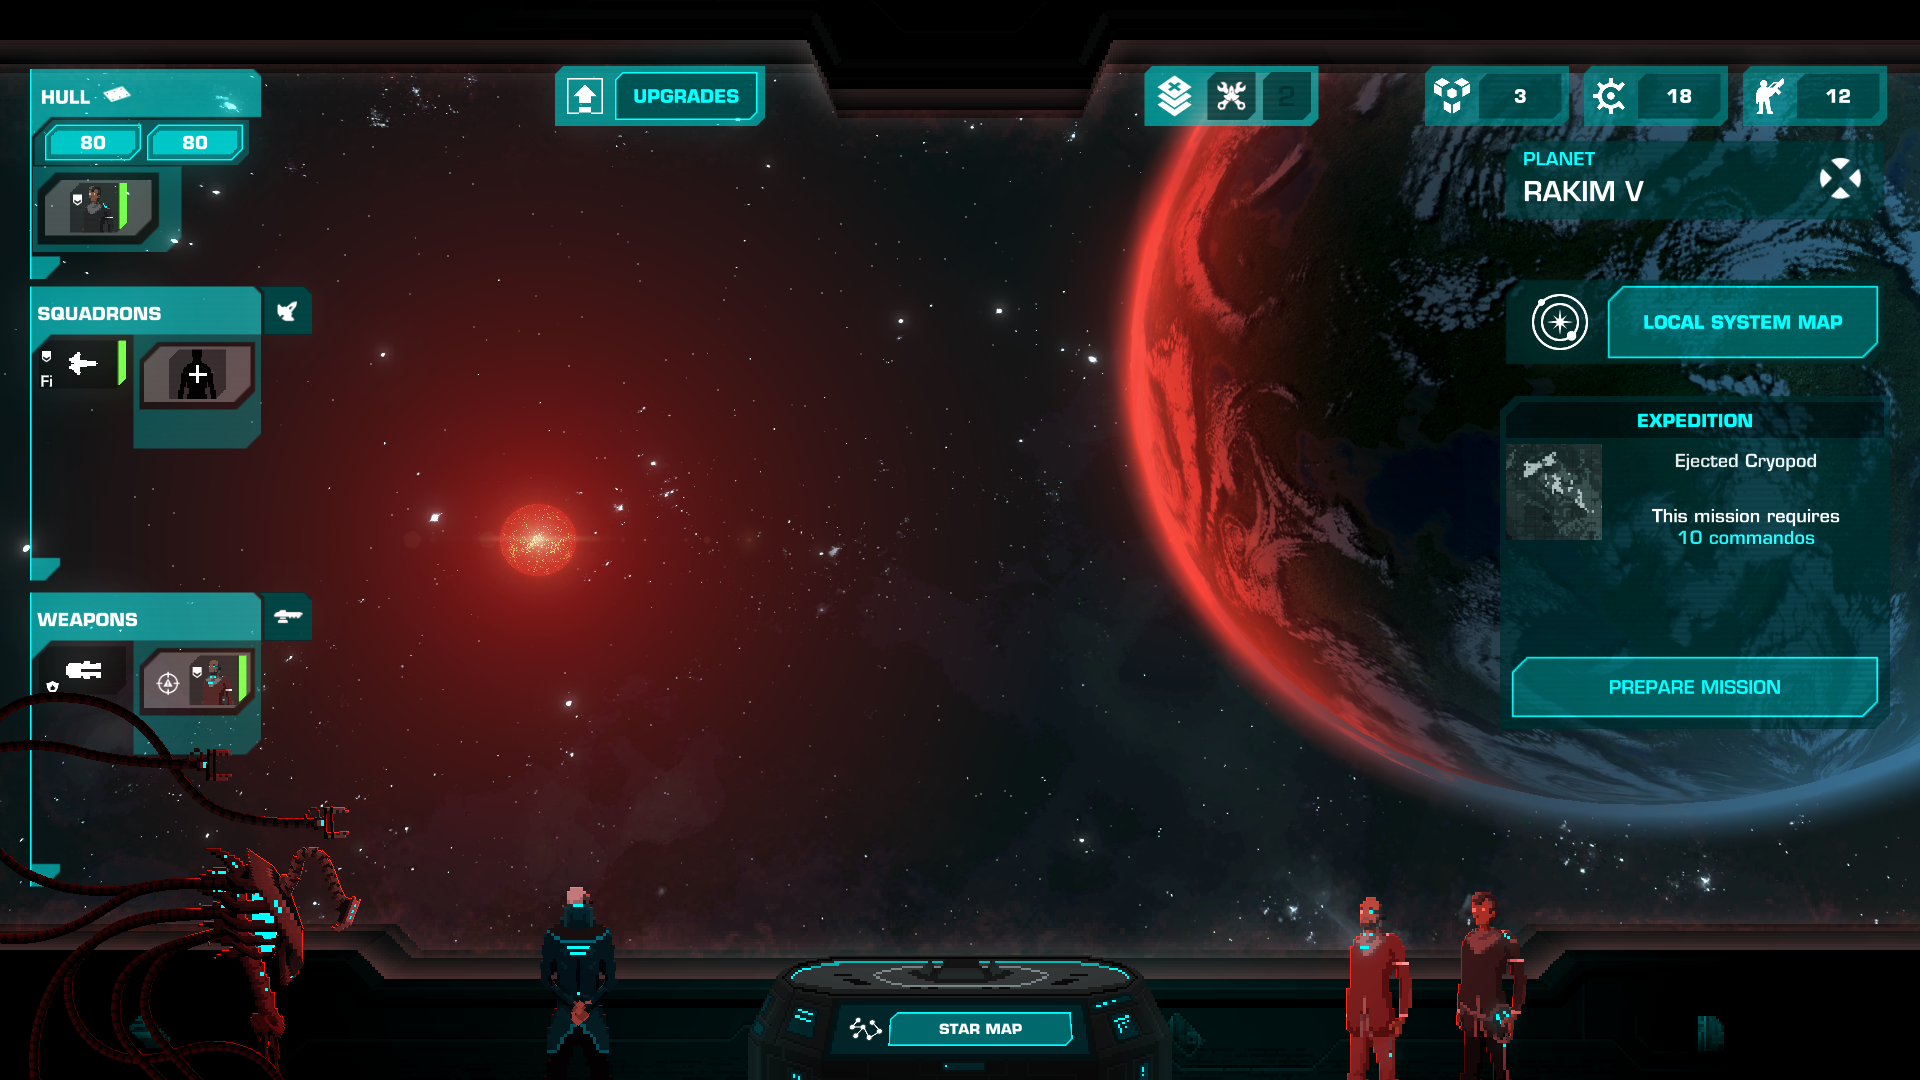 HULL
80
80
UPGRADES
2
3
18
12
PLANET
RAKIM V
LOCAL SYSTEM MAP
SQUADRONS
Fi
EXPEDITION
Ejected Cryopod
This mission requires
10 commandos
WEAPONS
PREPARE MISSION
STAR MAP